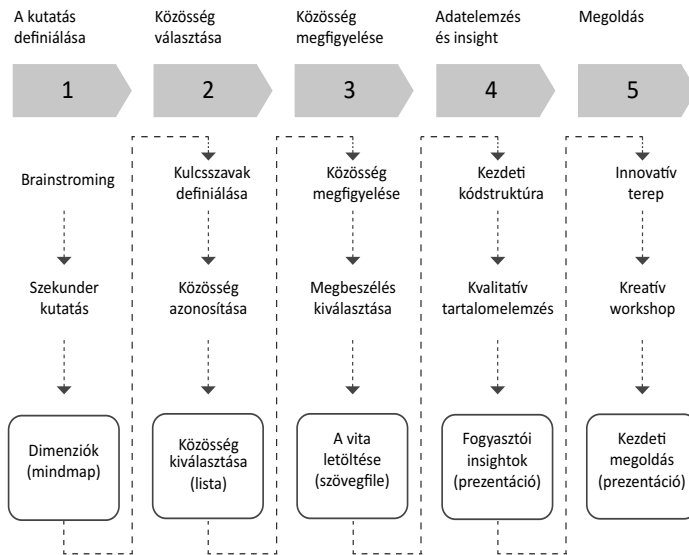 A kutatás
definiálása
Közösség
választása
Közösség
megfigyelése
Adatelemzés
és insight
Megoldás
1
2
3
4
5
Brainstroming
Szekunder
kutatás
Dimenziók
(mindmap)
Kulcsszavak
definiálása
Közösség
azonosítása
Közösség
kiválasztása
(lista)
Közösség
megfigyelése
Megbeszélés
kiválasztása
A vita
letöltése
(szövegfile)
Kezdeti
kódstruktúra
Kvalitatív
tartalomelemzés
Fogyasztói
insightok
(prezentáció)
Innovatív
terep
Kreatív
workshop
Kezdeti
megoldás
(prezentáció)